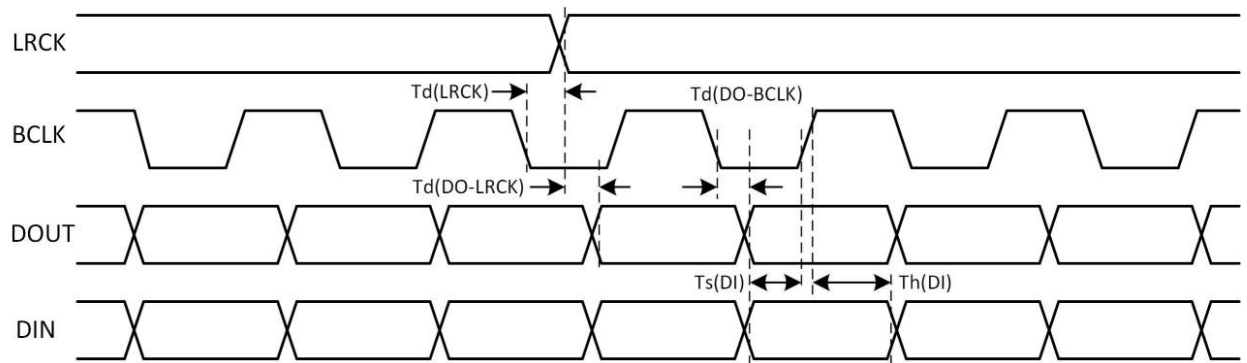 LRCK
Td(LRCK)
Td(DO-BCLK)
BCLK
Td(DO-LRCK)
DOUT
Ts(DI)
Th(DI)
DIN